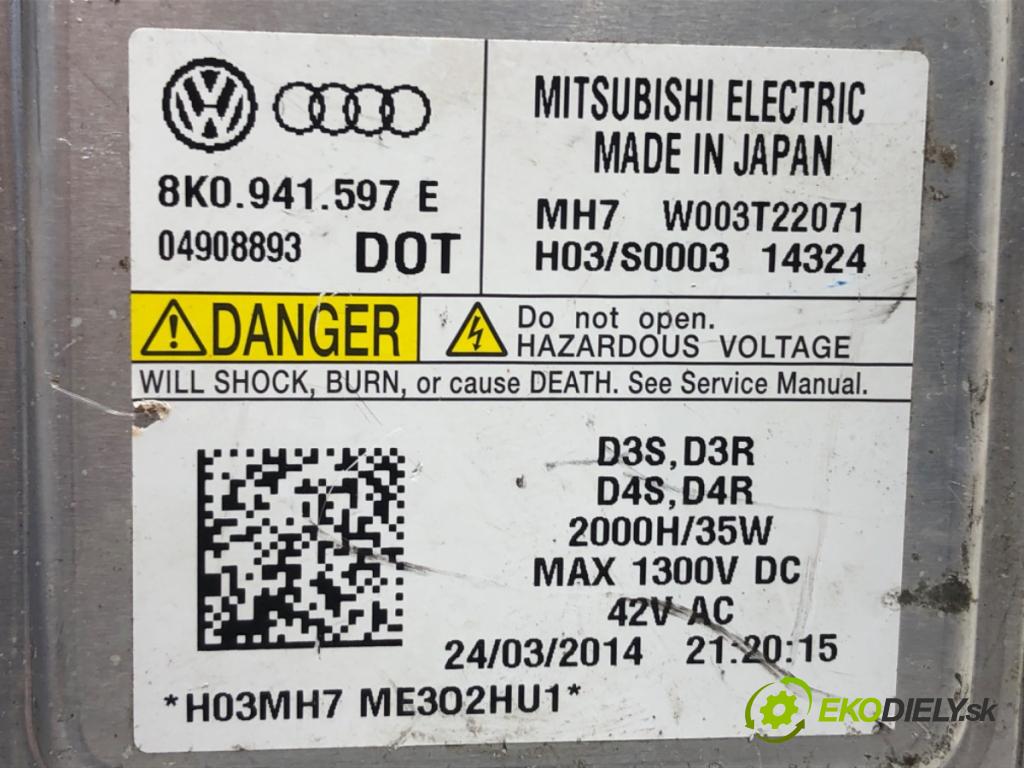 8K0.941.597 E
04908893 DOT
MITSUBISHI ELECTRIC
MADE IN JAPAN
MH7 W003T22071
H03/S0003 14324
DANGER
Do not open.
HAZARDOUS VOLTAGE
WILL SHOCK, BURN, or cause DEATH. See Service Manual.
D3S, D3R
D4S, D4R
2000H/35W
MAX 1300V DC
42V AC
24/03/2014 21:20:15
*H03MH7 ME302HU1*
EKODIELY.sk